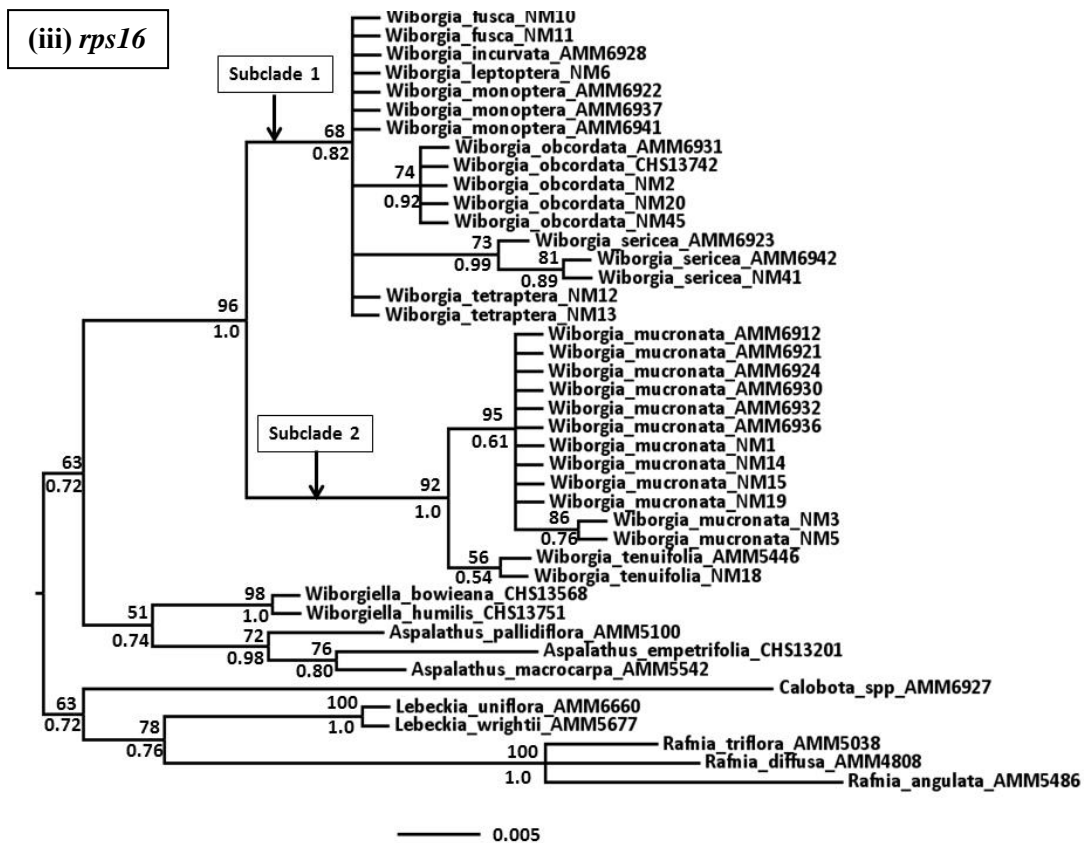 (iii) rps16
Wiborgia_fusca_NM10
Wiborgia_fusca_NM11
Wiborgia_incurvata_AMM6928
Subclade 1
Wiborgia_leptoptera_NM6
Wiborgia_monoptera_AMM6922
Wiborgia_monoptera_AMM6937
68
Wiborgia_monoptera_AMM6941
0.82
Wiborgia_obcordata_AMM6931
74
Wiborgia_obcordata_CHS13742
Wiborgia_obcordata_NM2
0.92
Wiborgia_obcordata_NM20
Wiborgia_obcordata_NM45
73
Wiborgia_sericea_AMM6923
0.99
81
Wiborgia_sericea_AMM6942
0.89
Wiborgia_sericea_NM41
Wiborgia_tetraptera_NM12
96
Wiborgia_tetraptera_NM13
1.0
Wiborgia_mucronata_AMM6912
Wiborgia_mucronata_AMM6921
Wiborgia_mucronata_AMM6924
Wiborgia_mucronata_AMM6930
Wiborgia_mucronata_AMM6932
95
Wiborgia_mucronata_AMM6936
Subclade 2
0.61
Wiborgia_mucronata_NM1
Wiborgia_mucronata_NM14
63
0.72
92
1.0
Wiborgia_mucronata_NM15
Wiborgia_mucronata_NM19
86
Wiborgia_mucronata_NM3
0.76
Wiborgia_mucronata_NM5
56
Wiborgia_tenuifolia_AMM5446
0.54
Wiborgia_tenuifolia_NM18
98
Wiborgiella_bowieana_CHS13568
51
1.0
Wiborgiella_humilis_CHS13751
0.74
72
Aspalathus_pallidiflora_AMM5100
0.98
76
Aspalathus_empetrifolia_CHS13201
0.80
Aspalathus_macrocarpa_AMM5542
Calobota_spp_AMM6927
63
0.72
100
Lebeckia_uniflora_AMM6660
78
1.0
Lebeckia_wrightii_AMM5677
0.76
Rafnia_triflora_AMM5038
100
Rafnia_diffusa_AMM4808
1.0
Rafnia_angulata_AMM5486
0.005